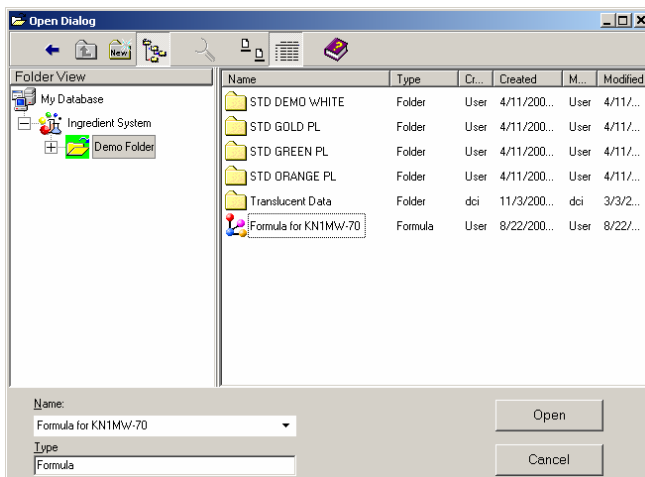 Open Dialog
New
Folder View
My Database
Ingredient System
Demo Folder
Name Type Cr... Created M... Modified
STD DEMO WHITE Folder User 4/11/200... User 4/11/...
STD GOLD PL Folder User 4/11/200... User 4/11/...
STD GREEN PL Folder User 4/11/200... User 4/11/...
STD ORANGE PL Folder User 4/11/200... User 4/11/...
Translucent Data Folder dci 11/3/200... dci 3/3/2...
Formula for KN1MW-70 Formula User 8/22/200... User 8/22/...
Name:
Formula for KN1MW-70
Open
Type
Formula
Cancel